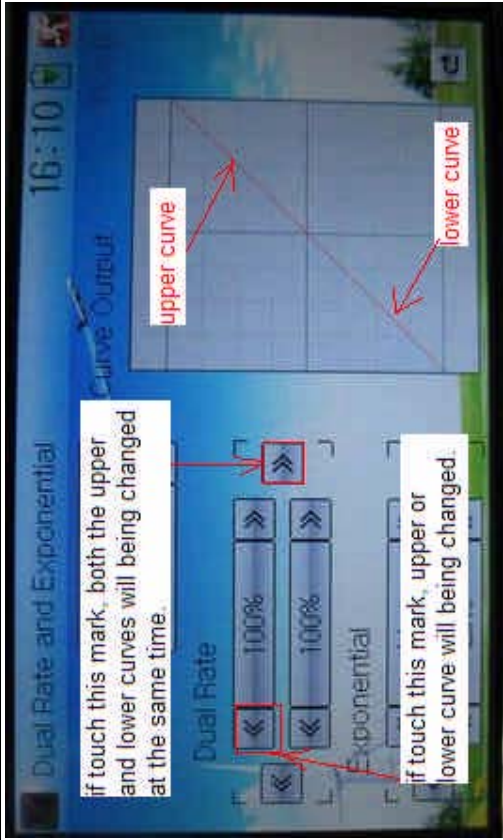 Dual Rate and Exponential
16:10
if touch this mark, both the upper
and lower curves will being changed
at the same time.
Curve Output
upper curve
lower curve
Dual Rate
100%
100%
Exponential
if touch this mark, upper or
lower curve will being changed.